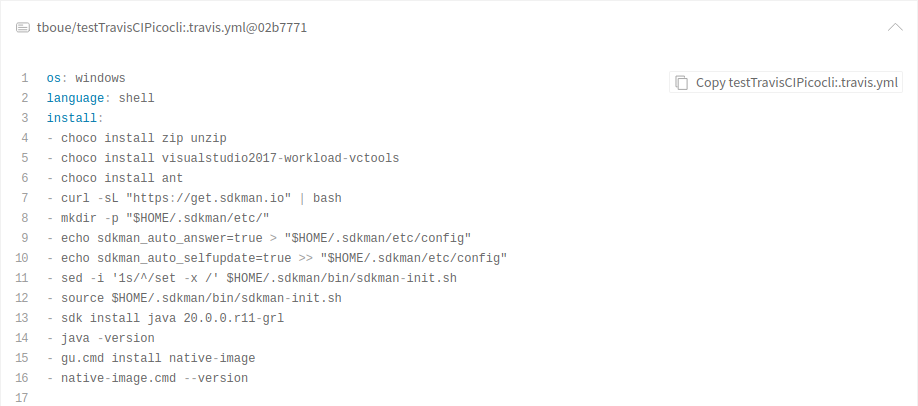 tboue/testTravisCIPicocli:.travis.yml@02b7771
Copy testTravisCIPicocli:.travis.yml
1 os: windows
2 language: shell
3 install:
4 - choco install zip unzip
5 - choco install visualstudio2017-workload-vctools
6 - choco install ant
7 - curl -sL "https://get.sdkman.io" | bash
8 - mkdir -p "$HOME/.sdkman/etc/"
9 - echo sdkman_auto_answer=true > "$HOME/.sdkman/etc/config"
10 - echo sdkman_auto_selfupdate=true >> "$HOME/.sdkman/etc/config"
11 - sed -i '1s/^/set -x /' $HOME/.sdkman/bin/sdkman-init.sh
12 - source $HOME/.sdkman/bin/sdkman-init.sh
13 - sdk install java 20.0.0.r11-grl
14 - java -version
15 - gu.cmd install native-image
16 - native-image.cmd --version
17